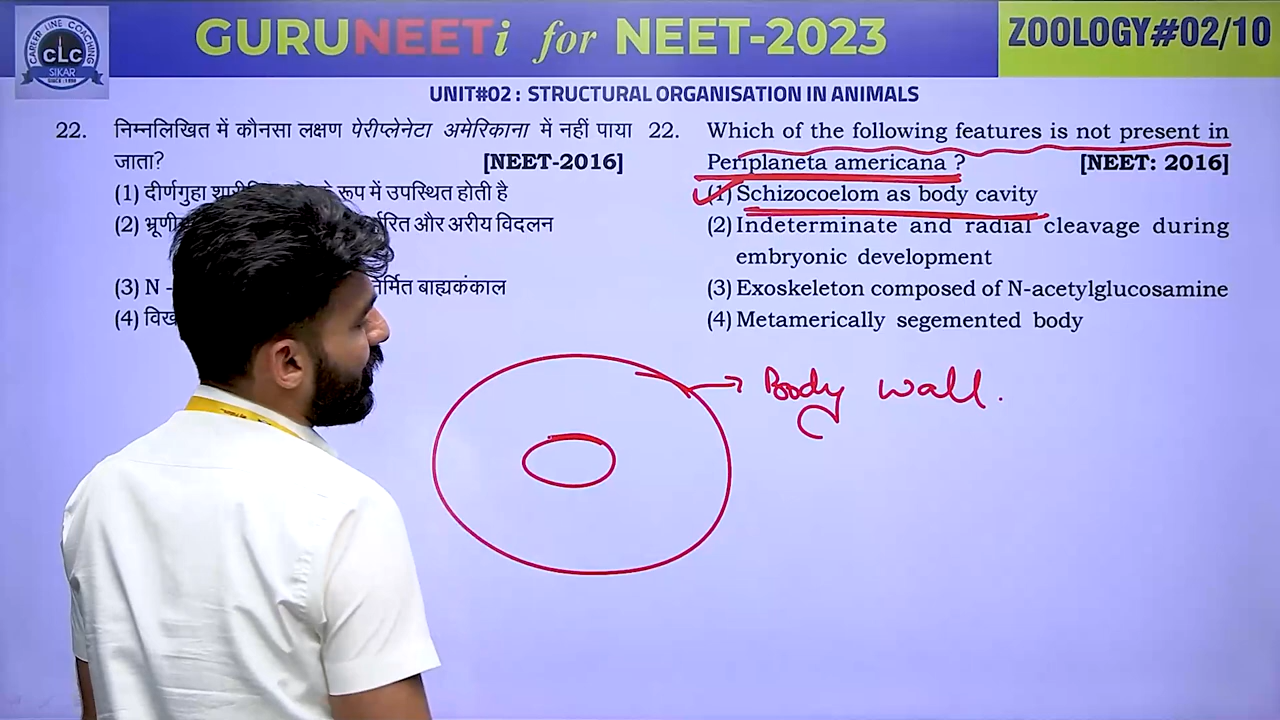 CAREER LINE COACHING
CLC
SIKAR
SINCE : 1996
GURUNEETi for NEET-2023
ZOOLOGY#02/10
UNIT#02 : STRUCTURAL ORGANISATION IN ANIMALS
22. निम्नलिखित में कौनसा लक्षण पेरीप्लेनेटा अमेरिकाना में नहीं पाया
जाता? [NEET-2016]
(1) दीर्णगुहा रूप में उपस्थित होती है
(2) और अरीय विदलन
(3) N - बाह्यकंकाल
(4)
22. Which of the following features is not present in
Periplaneta americana ? [NEET: 2016]
(1) Schizocoelom as body cavity
(2) Indeterminate and radial cleavage during
embryonic development
(3) Exoskeleton composed of N-acetylglucosamine
(4) Metamerically segemented body
Body wall.